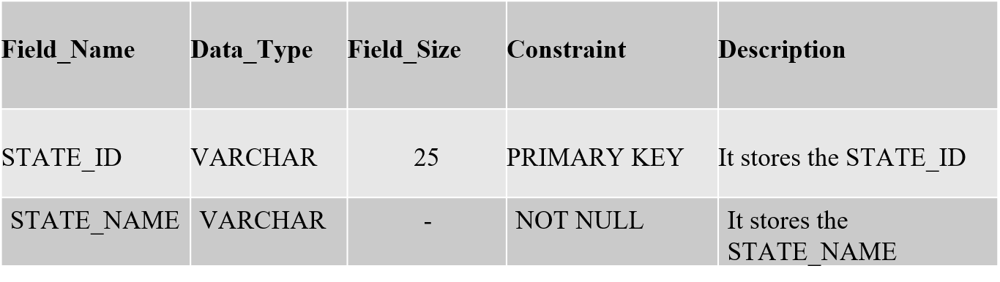 Field_Name Data_Type Field_Size Constraint Description
STATE_ID VARCHAR 25 PRIMARY KEY It stores the STATE_ID
STATE_NAME VARCHAR - NOT NULL It stores the
STATE_NAME